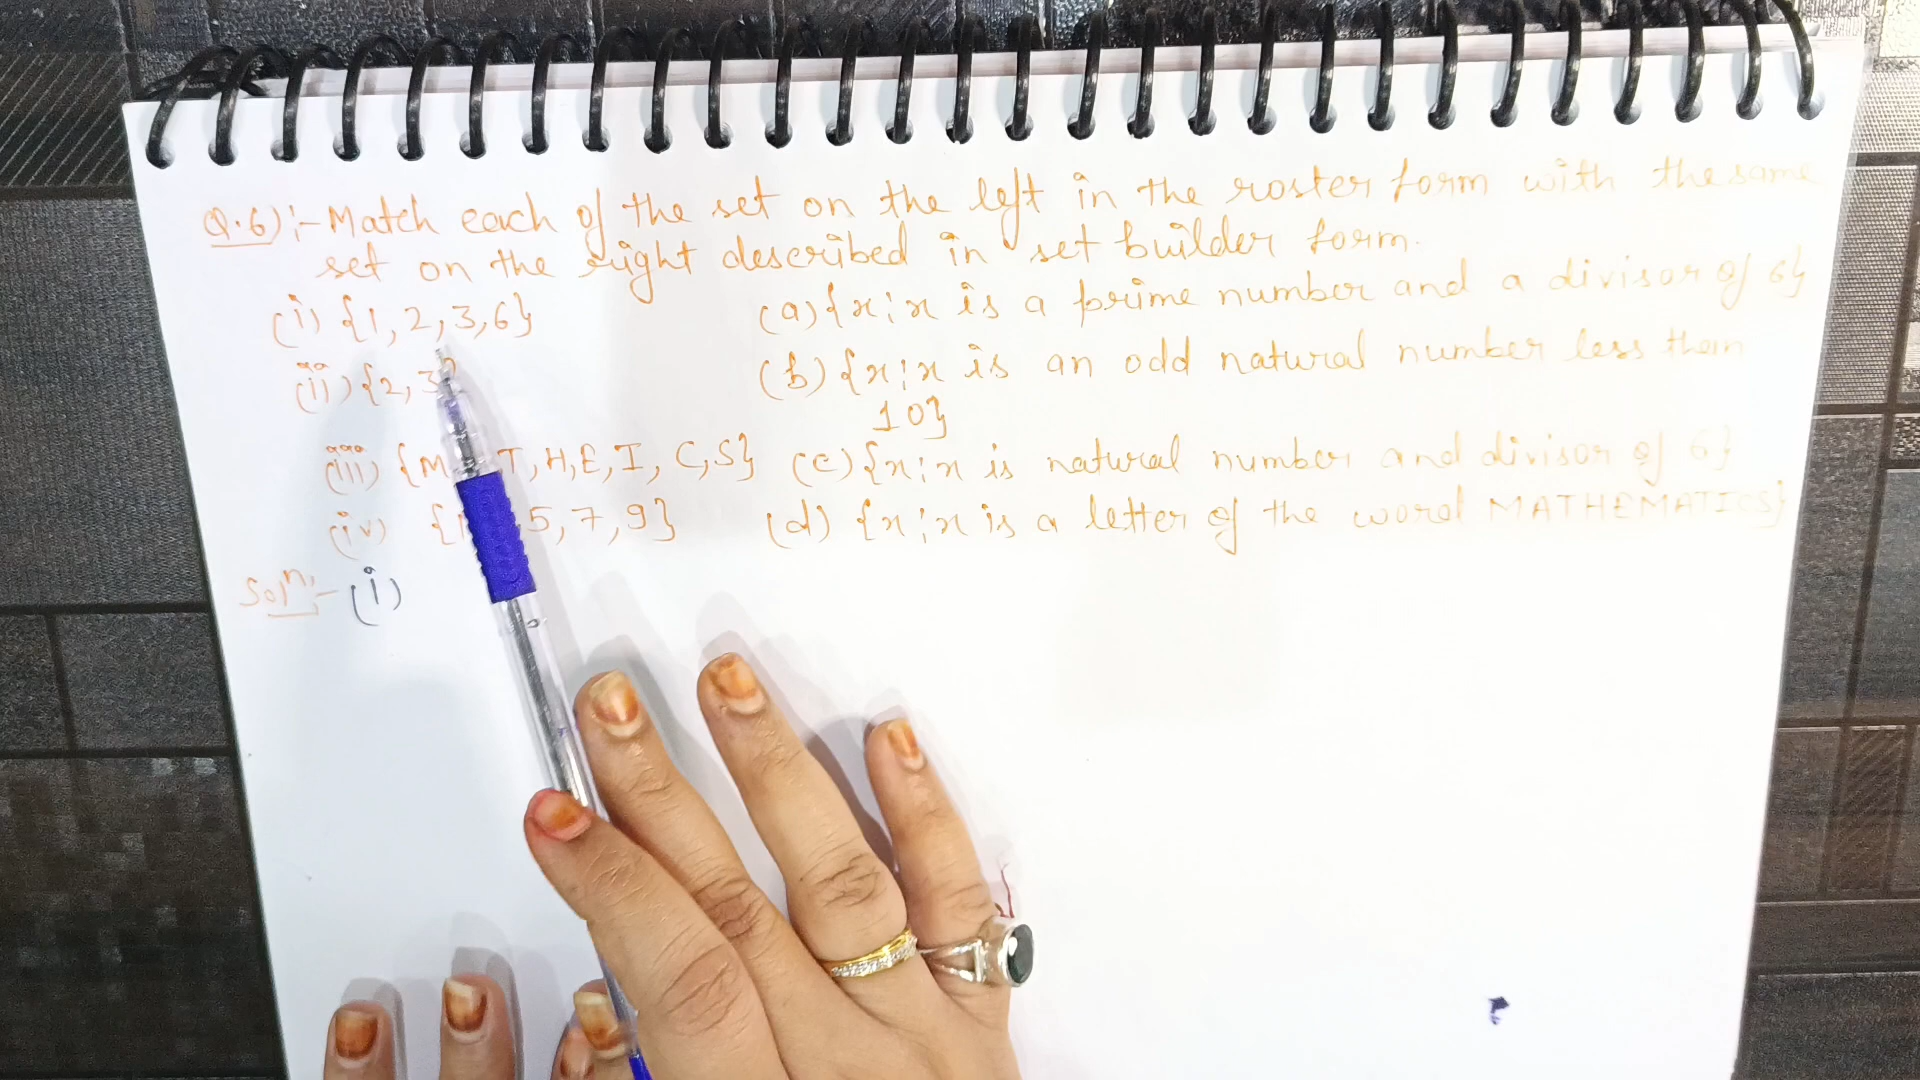 Q.6):- Match each of the set on the left in the roster form with the same
set on the right described in set builder form.
(i) {1,2,3,6} (a) {x:x is a prime number and a divisor of 6}
(ii) {2,3} (b) {x:x is an odd natural number less than
10}
(iii) {M, T,H,E,I,C,S} (c) {x:x is natural number and divisor of 6}
(iv) {1, 5,7,9} (d) {x:x is a letter of the word MATHEMATICS}
Soln:- (i)